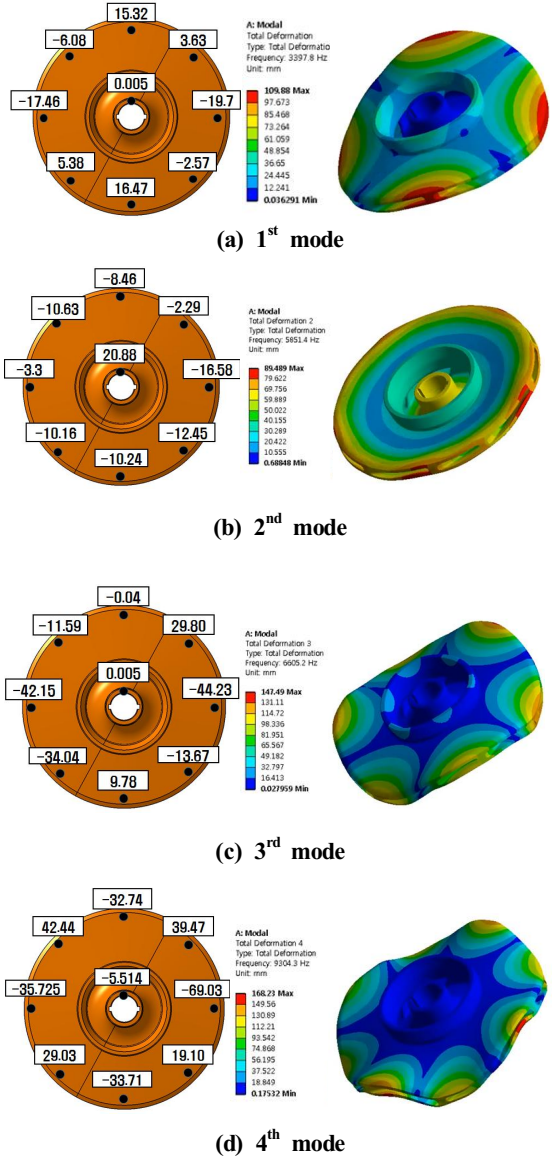 15.32
-6.08
3.63
0.005
-17.46
-19.7
5.38
-2.57
16.47
A: Modal
Total Deformation
Type: Total Deformatio
Frequency: 3397.8 Hz
Unit: mm
109.88 Max
97.673
85.468
73.264
61.059
48.854
36.65
24.445
12.241
0.036291 Min
(a) 1st mode
-8.46
-10.63
-2.29
20.88
-3.3
-16.58
-10.16
-12.45
-10.24
A: Modal
Total Deformation 2
Type: Total Deformation
Frequency: 5851.4 Hz
Unit: mm
89.489 Max
79.622
69.756
59.889
50.022
40.155
30.289
20.422
10.555
0.68848 Min
(b) 2nd mode
-0.04
-11.59
29.80
0.005
-42.15
-44.23
-34.04
-13.67
9.78
A: Modal
Total Deformation 3
Type: Total Deformation
Frequency: 6605.2 Hz
Unit: mm
147.49 Max
131.11
114.72
98.336
81.951
65.567
49.182
32.797
16.413
0.027959 Min
(c) 3rd mode
-32.74
42.44
39.47
-5.514
-35.725
-69.03
29.03
19.10
-33.71
A: Modal
Total Deformation 4
Type: Total Deformation
Frequency: 9304.3 Hz
Unit: mm
168.23 Max
149.56
130.89
112.21
93.542
74.868
56.195
37.522
18.849
0.17532 Min
(d) 4th mode